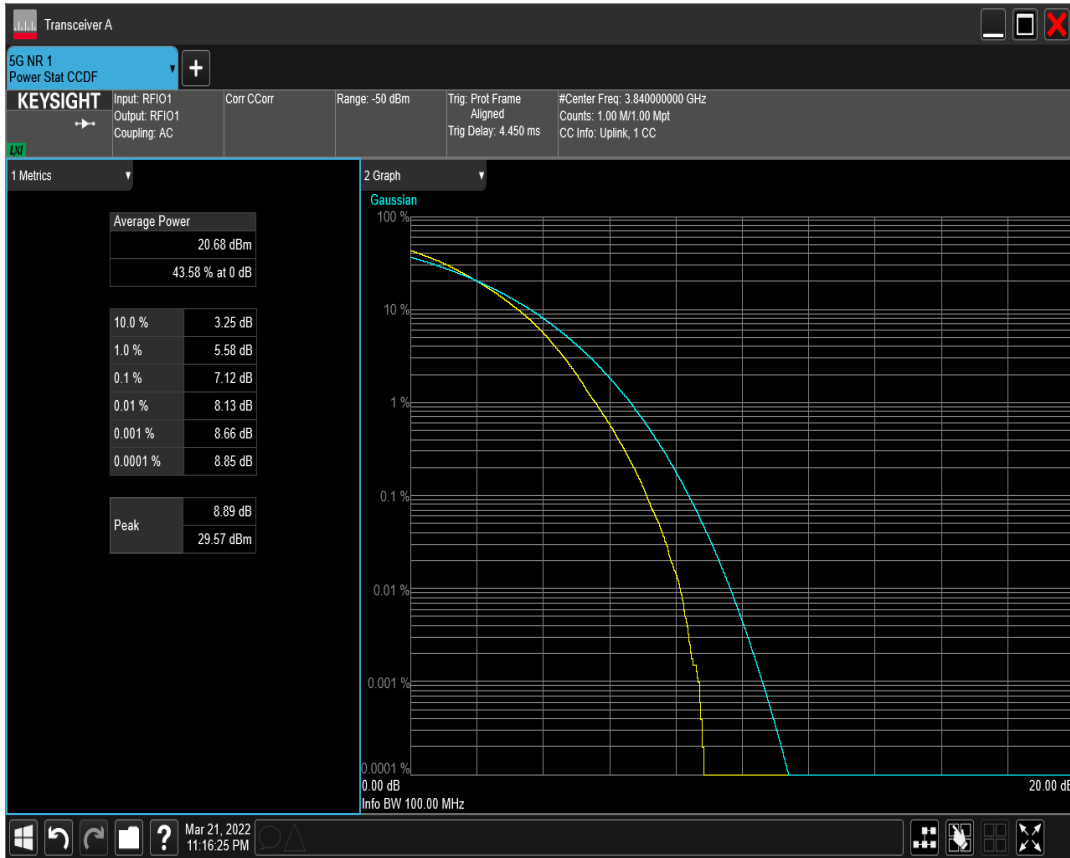 Transceiver A
5G NR 1
Power Stat CCDF
KEYSIGHT
LXI
Input: RFIO1
Output: RFIO1
Coupling: AC
Corr CCorr
Range: -50 dBm
Trig: Prot Frame
Aligned
Trig Delay: 4.450 ms
#Center Freq: 3.840000000 GHz
Counts: 1.00 M/1.00 Mpt
CC Info: Uplink, 1 CC
1 Metrics
Average Power
20.68 dBm
43.58 % at 0 dB
10.0 % 3.25 dB
1.0 % 5.58 dB
0.1 % 7.12 dB
0.01 % 8.13 dB
0.001 % 8.66 dB
0.0001 % 8.85 dB
Peak
8.89 dB
29.57 dBm
2 Graph
Gaussian
100 %
10 %
1 %
0.1 %
0.01 %
0.001 %
0.0001 %
0.00 dB 20.00 dB
Info BW 100.00 MHz
?
Mar 21, 2022
11:16:25 PM